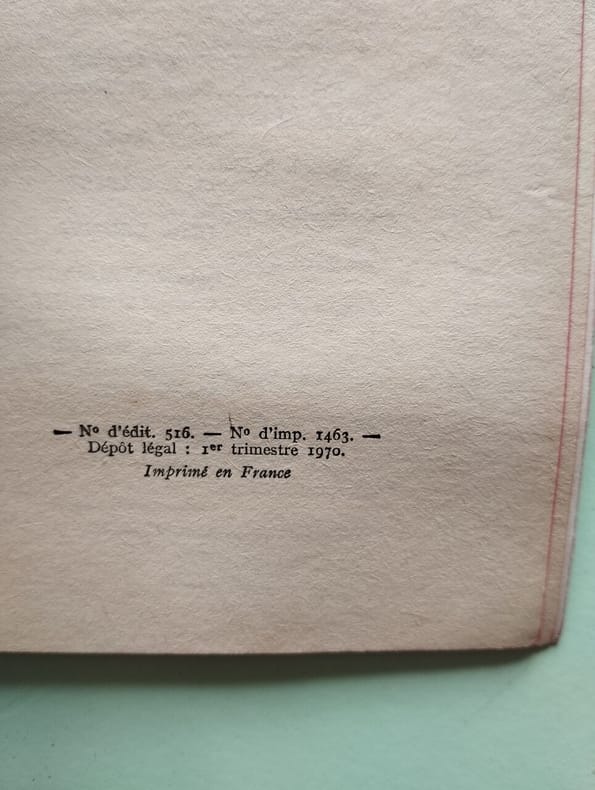 — Nº d'édit. 516. — Nº d'imp. 1463. —
Dépôt légal : 1er trimestre 1970.
Imprimé en France